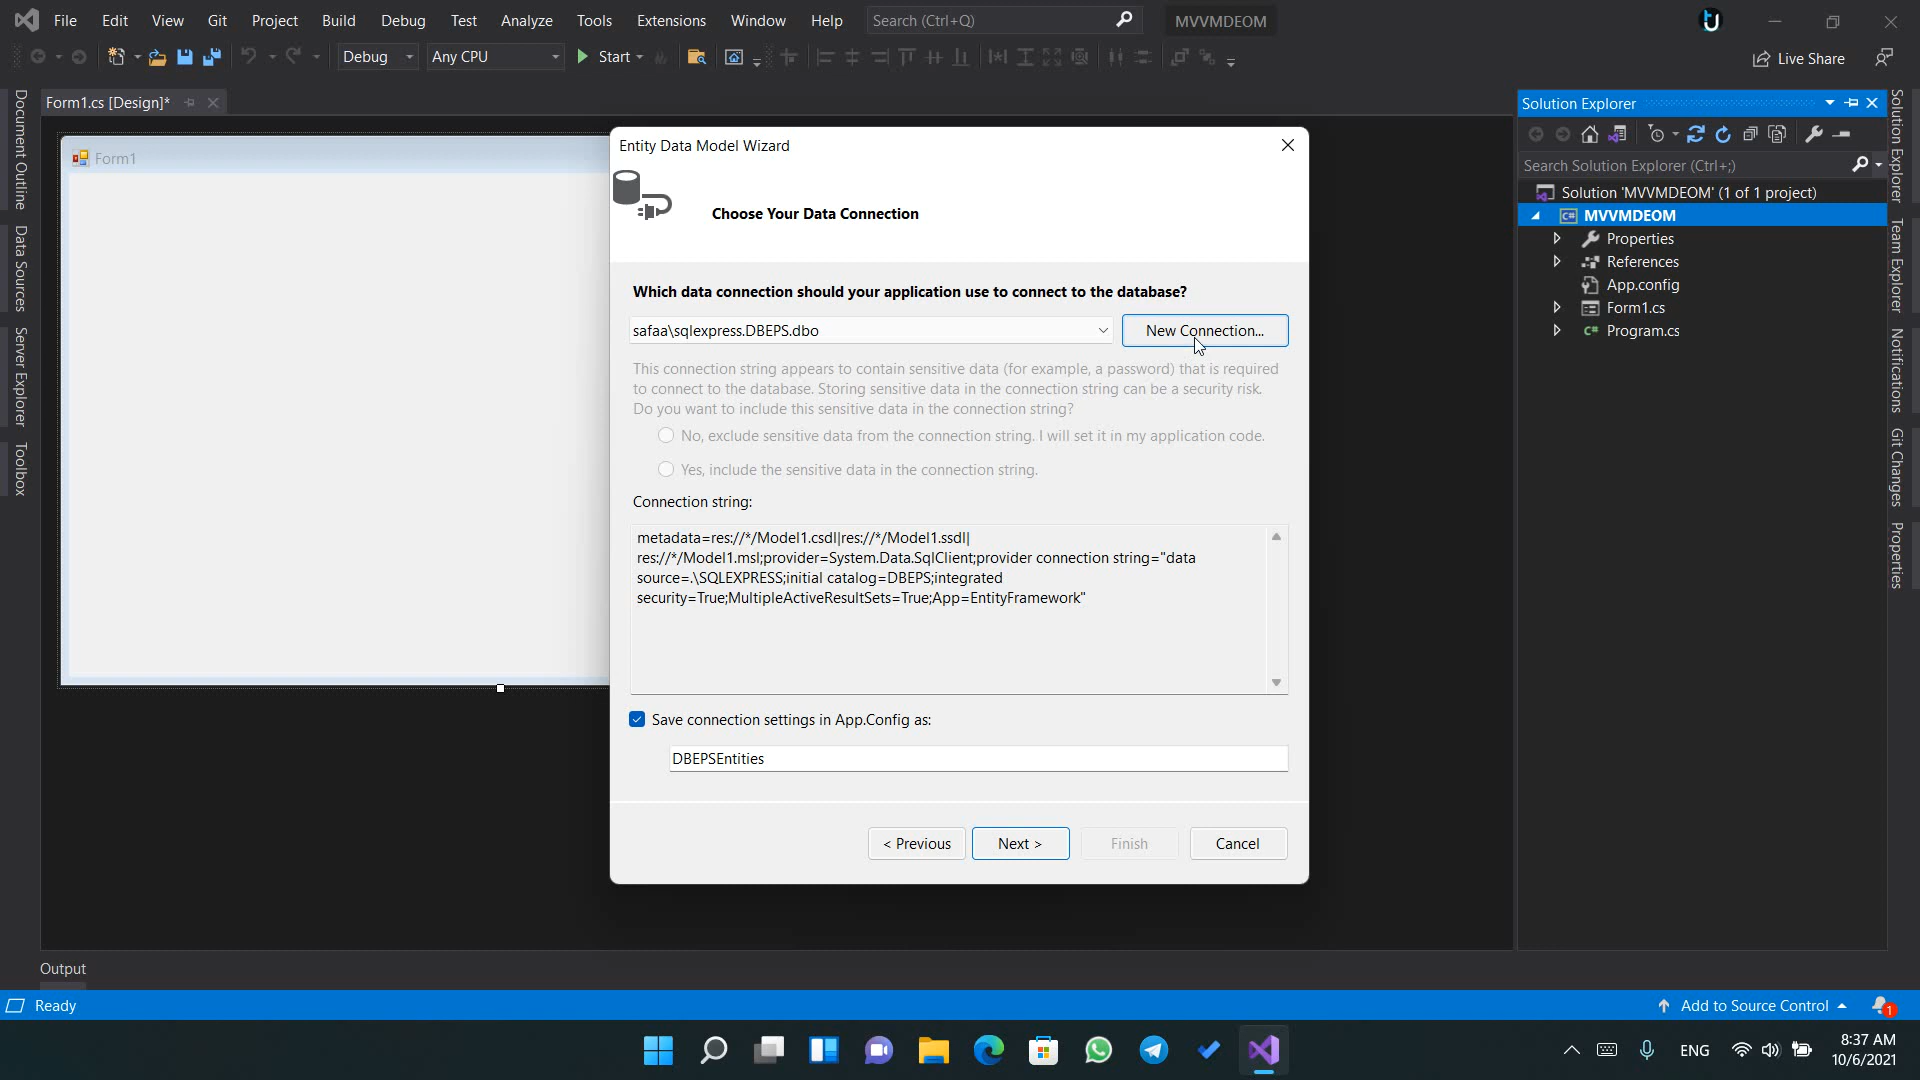 File Edit View Git Project Build Debug Test Analyze Tools Extensions Window Help Search (Ctrl+Q) MVVMDEOM
Debug Any CPU Start Live Share
Form1.cs [Design]*
Form1
Document Outline
Data Sources
Server Explorer
Toolbox
Entity Data Model Wizard
Choose Your Data Connection
Which data connection should your application use to connect to the database?
safaa\sqlexpress.DBEPS.dbo New Connection...
This connection string appears to contain sensitive data (for example, a password) that is required
to connect to the database. Storing sensitive data in the connection string can be a security risk.
Do you want to include this sensitive data in the connection string?
No, exclude sensitive data from the connection string. I will set it in my application code.
Yes, include the sensitive data in the connection string.
Connection string:
metadata=res://*/Model1.csdl|res://*/Model1.ssdl|
res://*/Model1.msl;provider=System.Data.SqlClient;provider connection string="data
source=.\SQLEXPRESS;initial catalog=DBEPS;integrated
security=True;MultipleActiveResultSets=True;App=EntityFramework"
Save connection settings in App.Config as:
DBEPSEntities
< Previous Next > Finish Cancel
Solution Explorer
Search Solution Explorer (Ctrl+;)
Solution 'MVVMDEOM' (1 of 1 project)
MVVMDEOM
Properties
References
App.config
Form1.cs
Program.cs
Solution Explorer
Team Explorer
Notifications
Git Changes
Properties
Output
Ready Add to Source Control 1
ENG 8:37 AM
10/6/2021